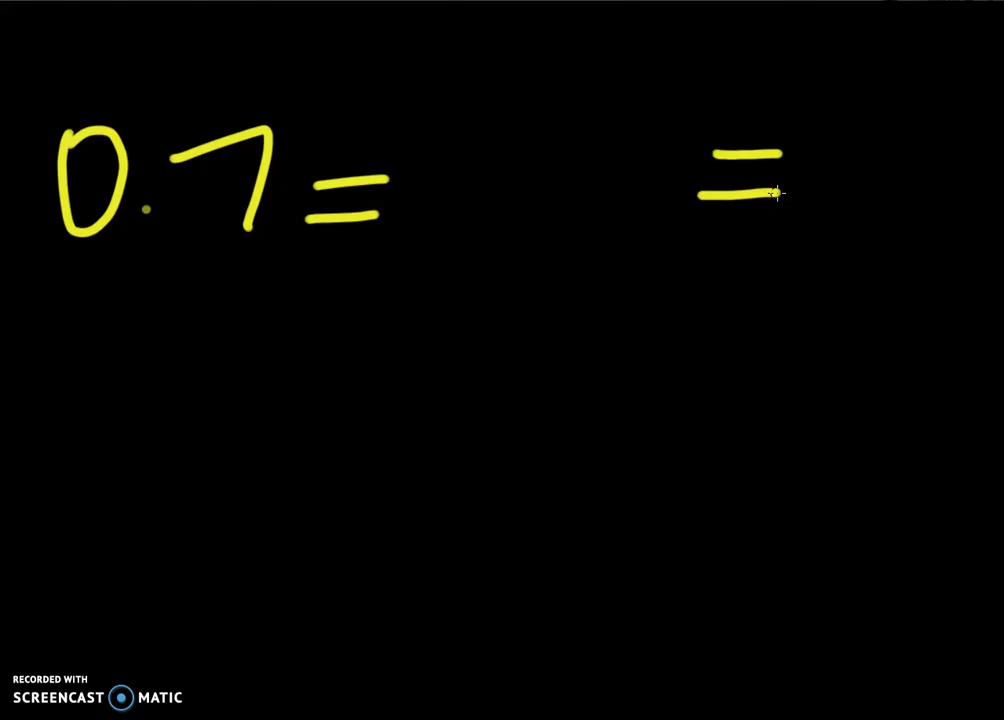 0.7 = =
RECORDED WITH
SCREENCAST MATIC